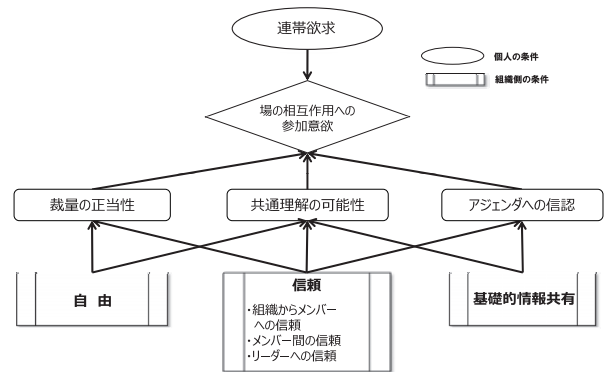 連帯欲求
個人の条件
組織側の条件
場の相互作用への
参加意欲
裁量の正当性
共通理解の可能性
アジェンダへの信認
自 由
信頼
・組織からメンバー
への信頼
・メンバー間の信頼
・リーダーへの信頼
基礎的情報共有